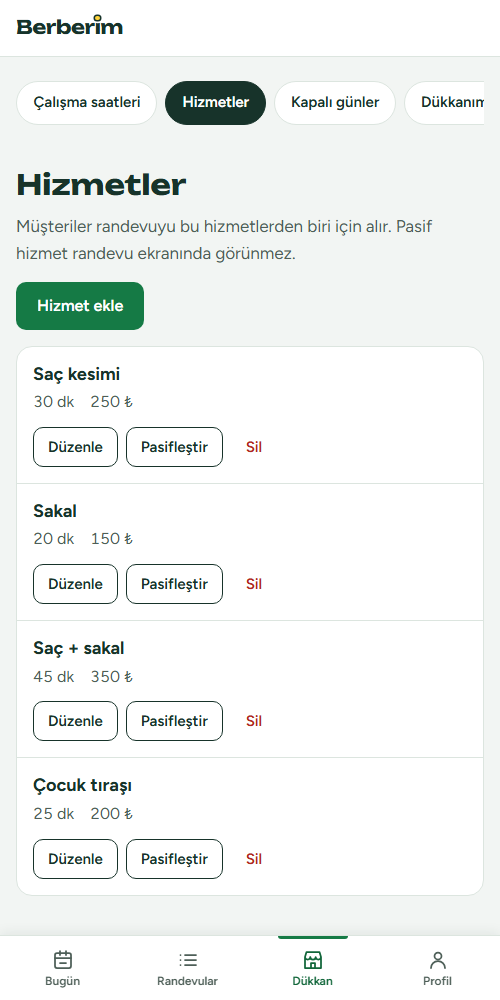 Berberim
Çalışma saatleri
Hizmetler
Kapalı günler
Dükkanım
Hizmetler
Müşteriler randevuyu bu hizmetlerden biri için alır. Pasif
hizmet randevu ekranında görünmez.
Hizmet ekle
Saç kesimi
30 dk 250 ₺
Düzenle Pasifleştir Sil
Sakal
20 dk 150 ₺
Düzenle Pasifleştir Sil
Saç + sakal
45 dk 350 ₺
Düzenle Pasifleştir Sil
Çocuk tıraşı
25 dk 200 ₺
Düzenle Pasifleştir Sil
Bugün
Randevular
Dükkan
Profil